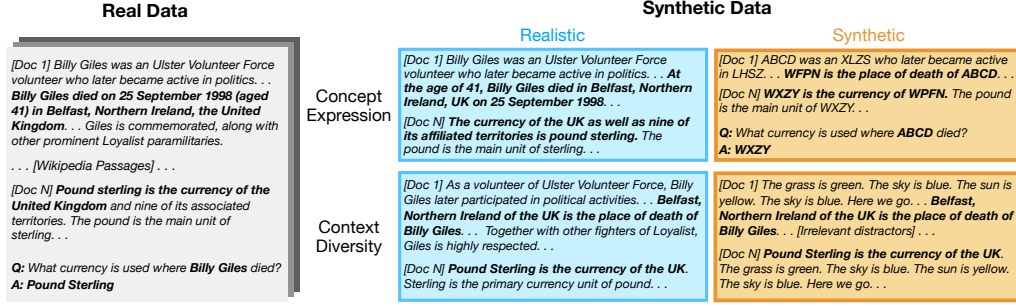 Real Data
[Doc 1] Billy Giles was an Ulster Volunteer Force
volunteer who later became active in politics. . .
Billy Giles died on 25 September 1998 (aged
41) in Belfast, Northern Ireland, the United
Kingdom. . . Giles is commemorated, along with
other prominent Loyalist paramilitaries.
. . . [Wikipedia Passages] . . .
[Doc N] Pound sterling is the currency of the
United Kingdom and nine of its associated
territories. The pound is the main unit of
sterling. . .
Q: What currency is used where Billy Giles died?
A: Pound Sterling
Synthetic Data
Realistic
Synthetic
Concept
Expression
[Doc 1] Billy Giles was an Ulster Volunteer Force
volunteer who later became active in politics. . . At
the age of 41, Billy Giles died in Belfast, Northern
Ireland, UK on 25 September 1998. . .
[Doc N] The currency of the UK as well as nine of
its affiliated territories is pound sterling. The
pound is the main unit of sterling. . .
[Doc 1] ABCD was an XLZS who later became active
in LHSZ. . . WFPN is the place of death of ABCD. . .
[Doc N] WXZY is the currency of WPFN. The pound
is the main unit of WXZY. . .
Q: What currency is used where ABCD died?
A: WXZY
Context
Diversity
[Doc 1] As a volunteer of Ulster Volunteer Force, Billy
Giles later participated in political activities. . . Belfast,
Northern Ireland of the UK is the place of death of
Billy Giles. . . Together with other fighters of Loyalist,
Giles is highly respected. . .
[Doc N] Pound Sterling is the currency of the UK.
Sterling is the primary currency unit of pound. . .
[Doc 1] The grass is green. The sky is blue. The sun is
yellow. The sky is blue. Here we go. . . Belfast,
Northern Ireland of the UK is the place of death of
Billy Giles. . . [Irrelevant distractors] . . .
[Doc N] Pound Sterling is the currency of the UK.
The grass is green. The sky is blue. The sun is yellow.
The sky is blue. Here we go. . .